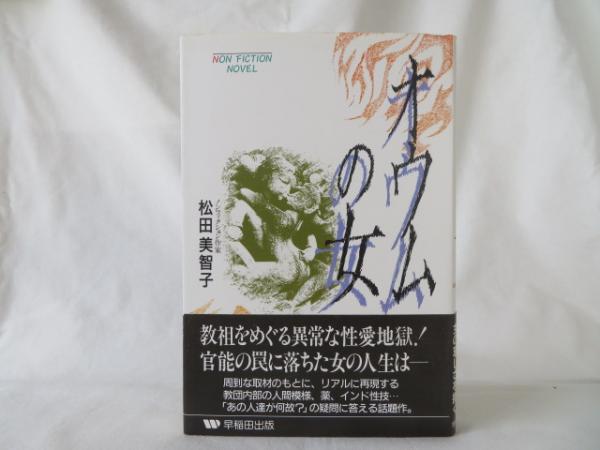 NON FICTION
NOVEL
オウム
の女
ノンフィクション作家
松田美智子
教祖をめぐる異常な性愛地獄!
官能の罠に落ちた女の人生は―
周到な取材のもとに、リアルに再現する
教団内部の人間模様、薬、インド性技…
「あの人達が何故?」の疑問に答える話題作。
早稲田出版